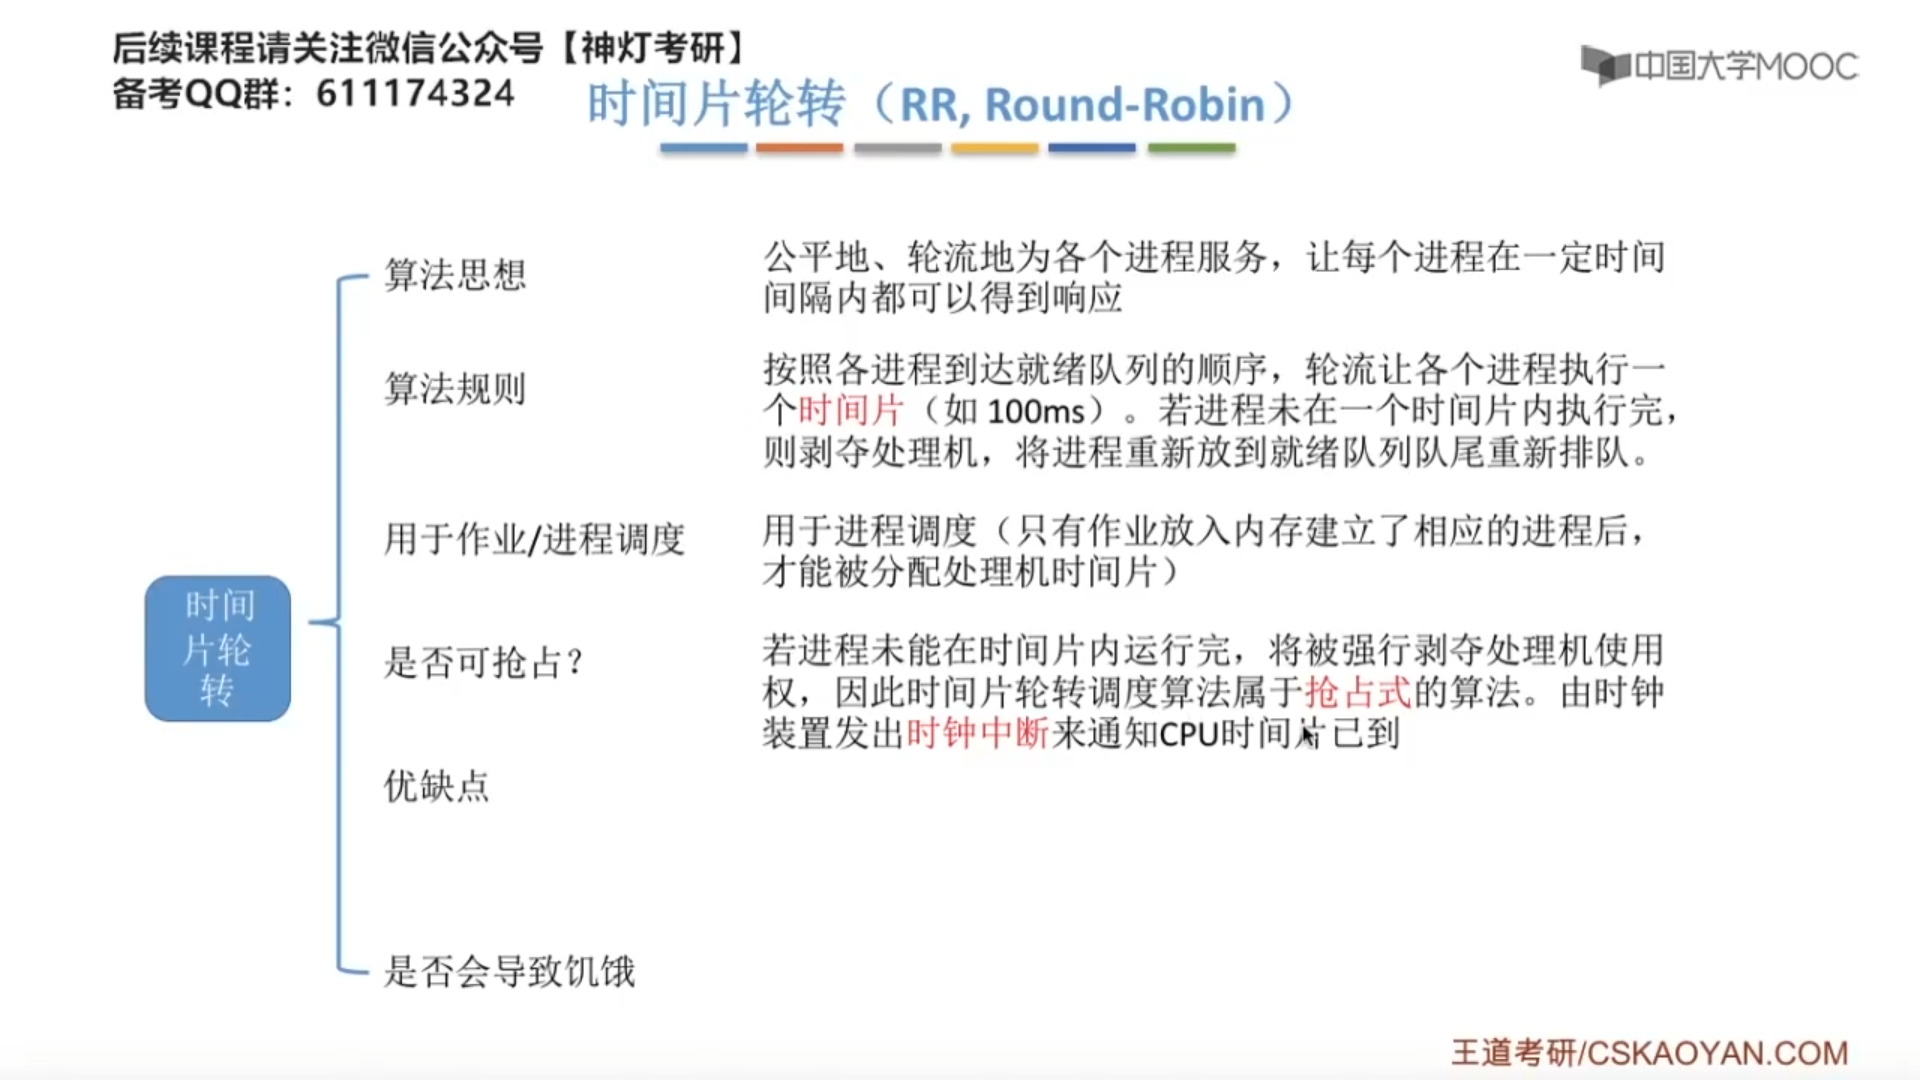 后续课程请关注微信公众号【神灯考研】
备考QQ群：611174324
中国大学MOOC
时间片轮转（RR, Round-Robin）
算法思想
公平地、轮流地为各个进程服务，让每个进程在一定时间
间隔内都可以得到响应
算法规则
按照各进程到达就绪队列的顺序，轮流让各个进程执行一
个时间片（如 100ms）。若进程未在一个时间片内执行完，
则剥夺处理机，将进程重新放到就绪队列队尾重新排队。
用于作业/进程调度
用于进程调度（只有作业放入内存建立了相应的进程后，
才能被分配处理机时间片）
时间
片轮
转
是否可抢占？
若进程未能在时间片内运行完，将被强行剥夺处理机使用
权，因此时间片轮转调度算法属于抢占式的算法。由时钟
装置发出时钟中断来通知CPU时间片已到
优缺点
是否会导致饥饿
王道考研/CSKAOYAN.COM